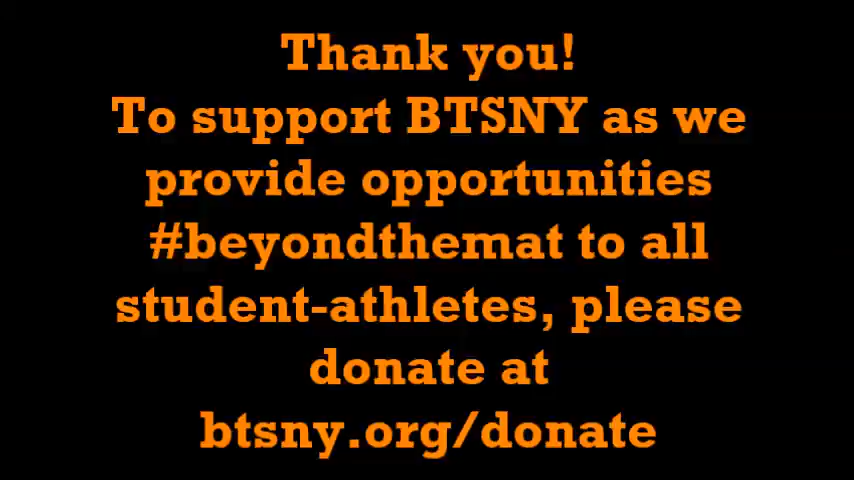 Thank you!
To support BTSNY as we
provide opportunities
#beyondthemat to all
student-athletes, please
donate at
btsny.org/donate